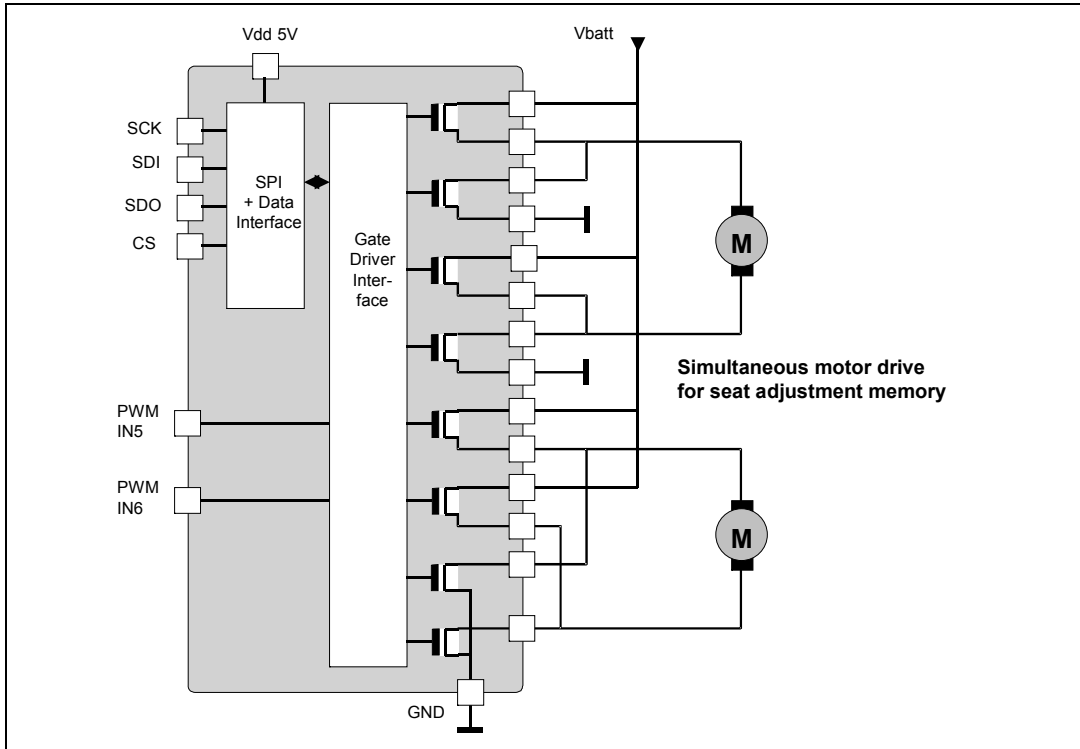 Vdd 5V
Vbatt
SCK
SDI
SDO
CS
SPI
+ Data
Interface
Gate
Driver
Inter-
face
M
Simultaneous motor drive
for seat adjustment memory
PWM
IN5
PWM
IN6
M
GND